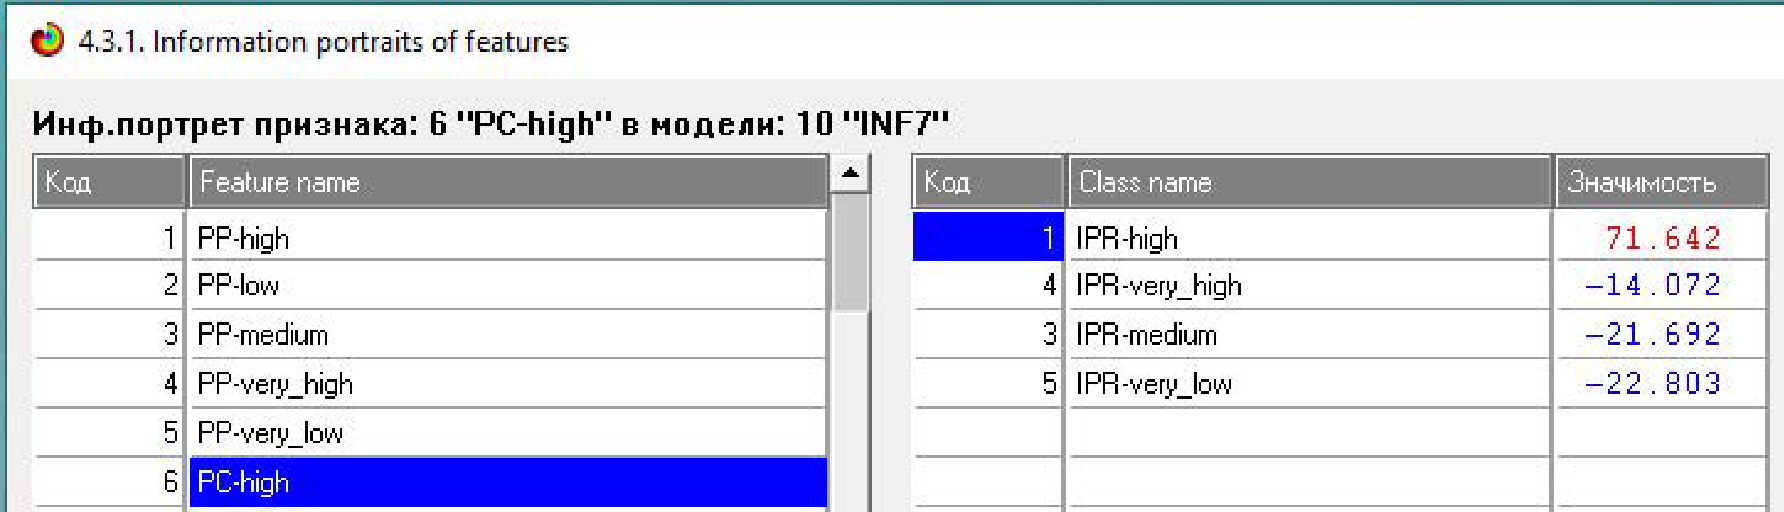 4.3.1. Information portraits of features
Инф.портрет признака: 6 "PC-high" в модели: 10 "INF7"
Код Feature name
1 PP-high
2 PP-low
3 PP-medium
4 PP-very_high
5 PP-very_low
6 PC-high
Код Class name Значимость
1 IPR-high 71.642
4 IPR-very_high -14.072
3 IPR-medium -21.692
5 IPR-very_low -22.803